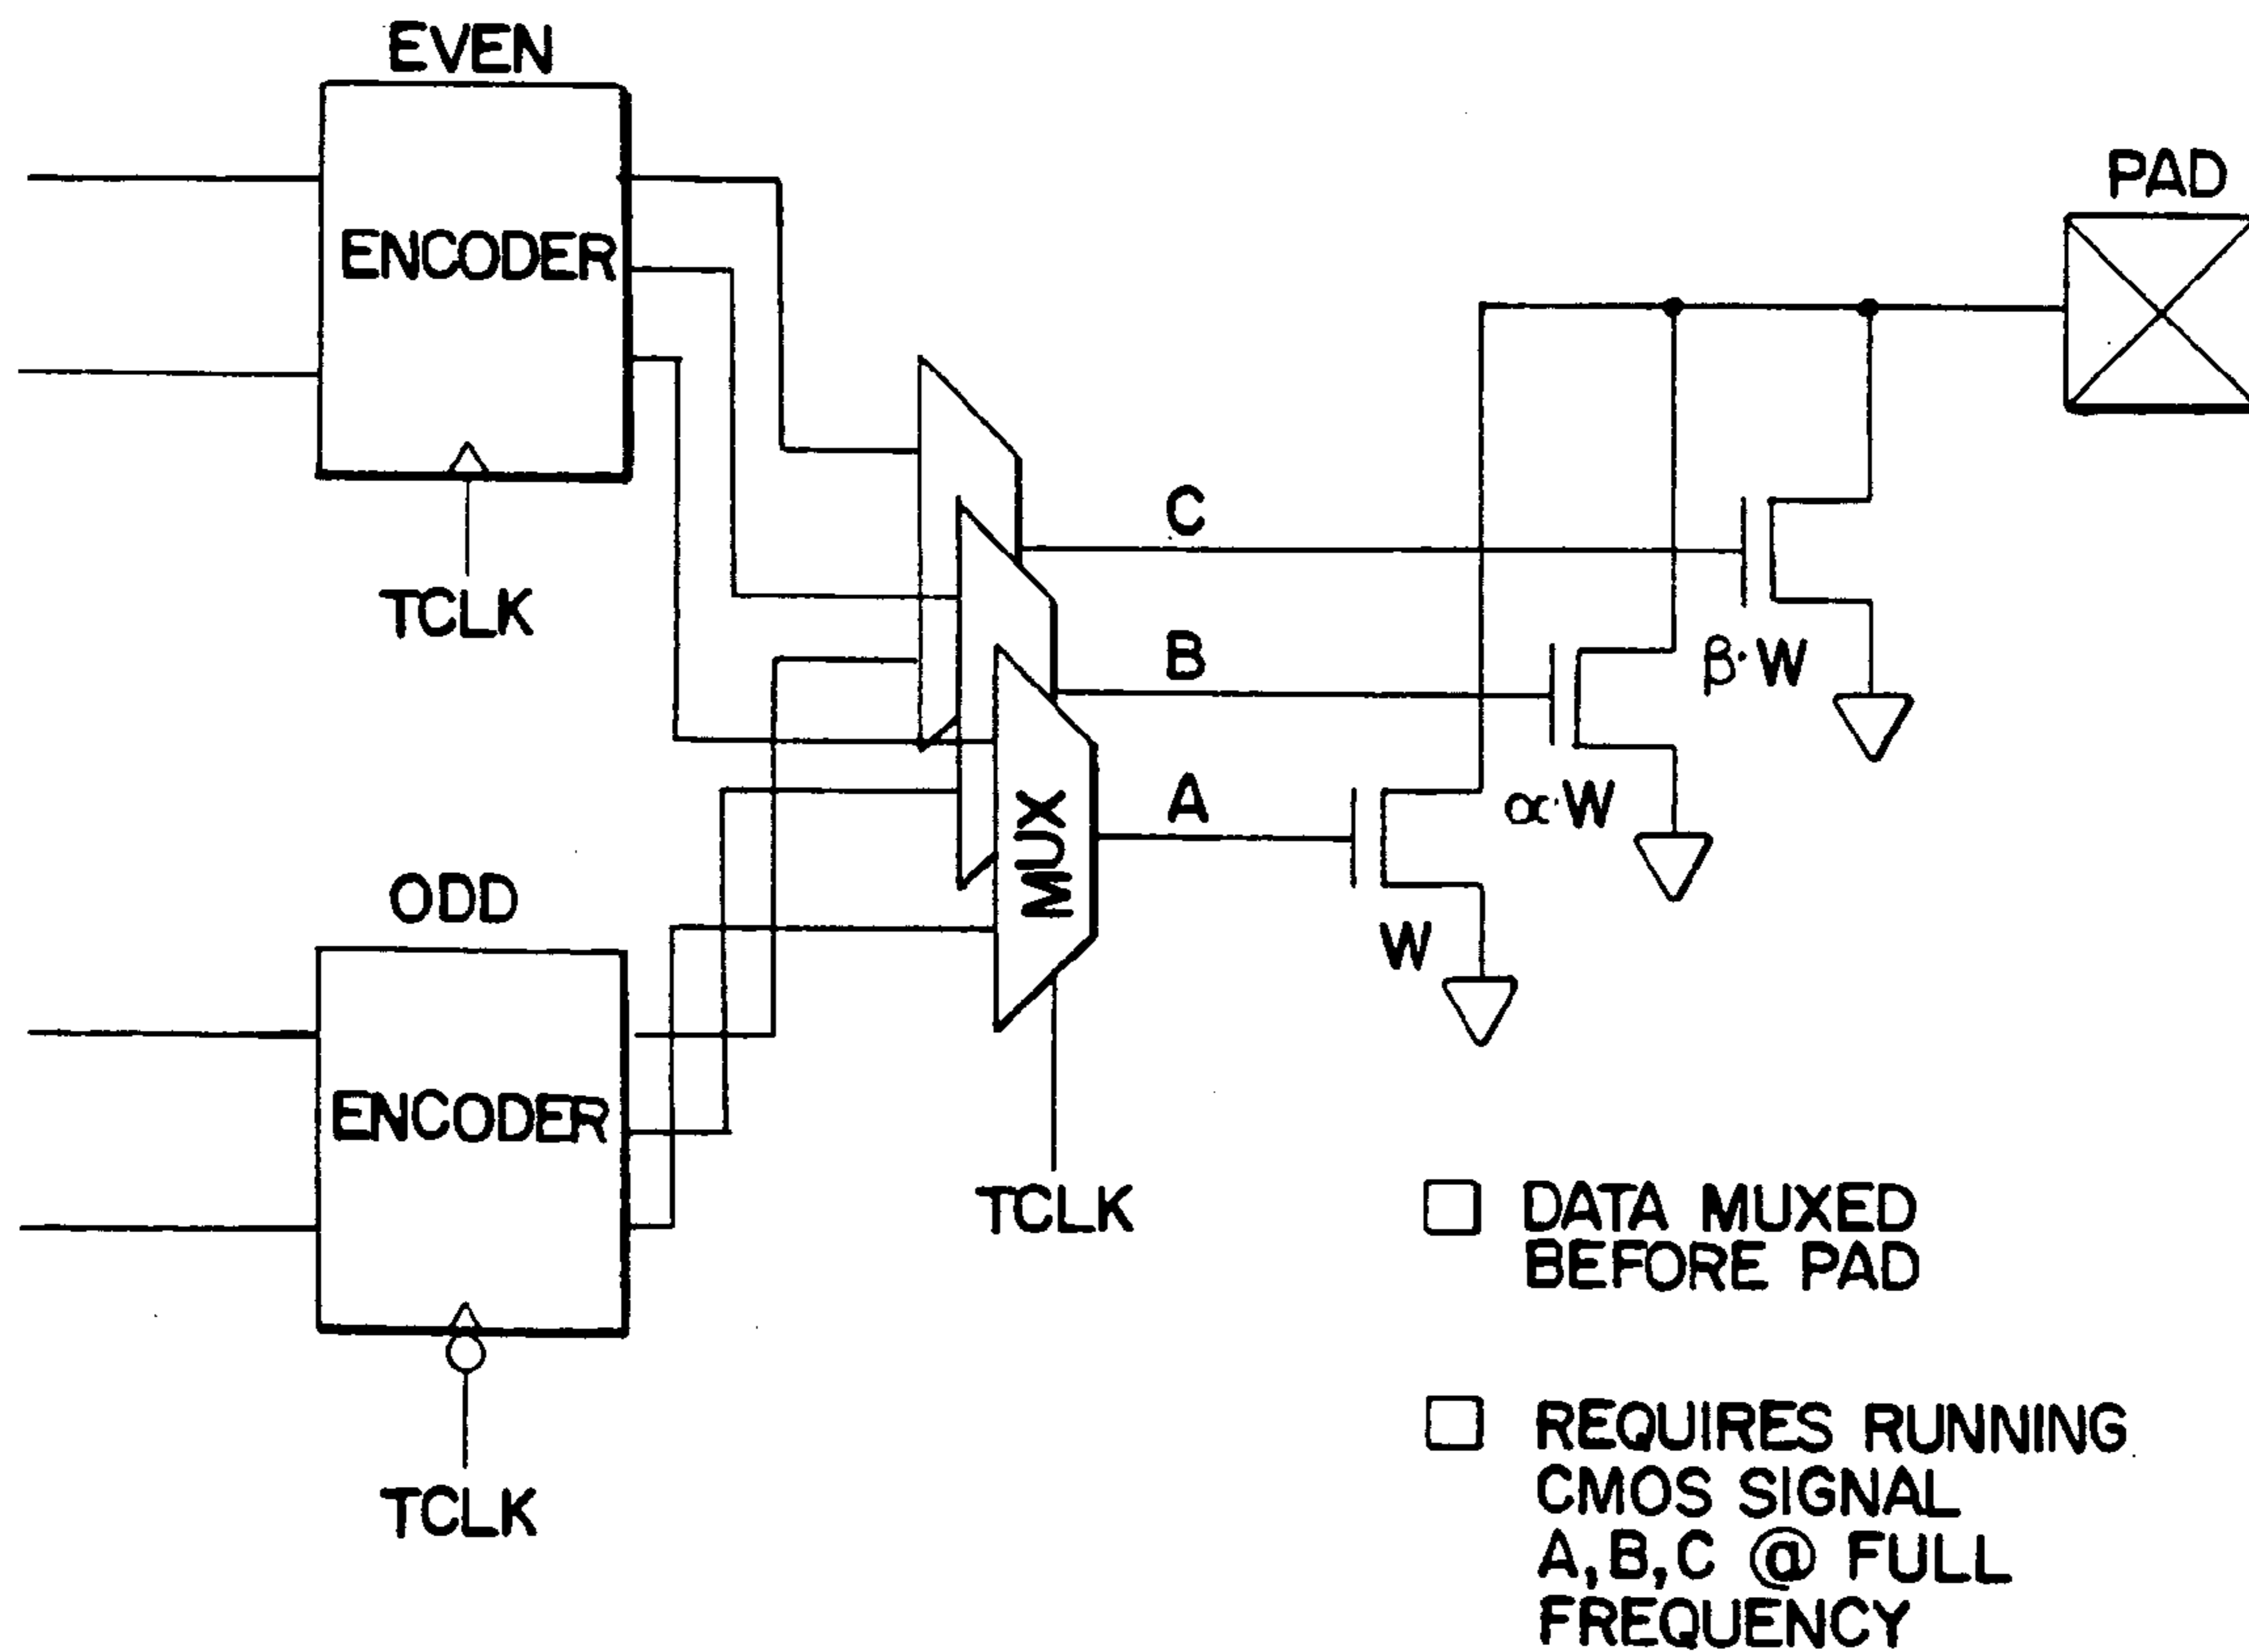 EVEN
ENCODER
TCLK
PAD
C
B
A
β·W
α·W
W
MUX
TCLK
ODD
ENCODER
TCLK
DATA MUXED
BEFORE PAD
REQUIRES RUNNING
CMOS SIGNAL
A,B,C @ FULL
FREQUENCY